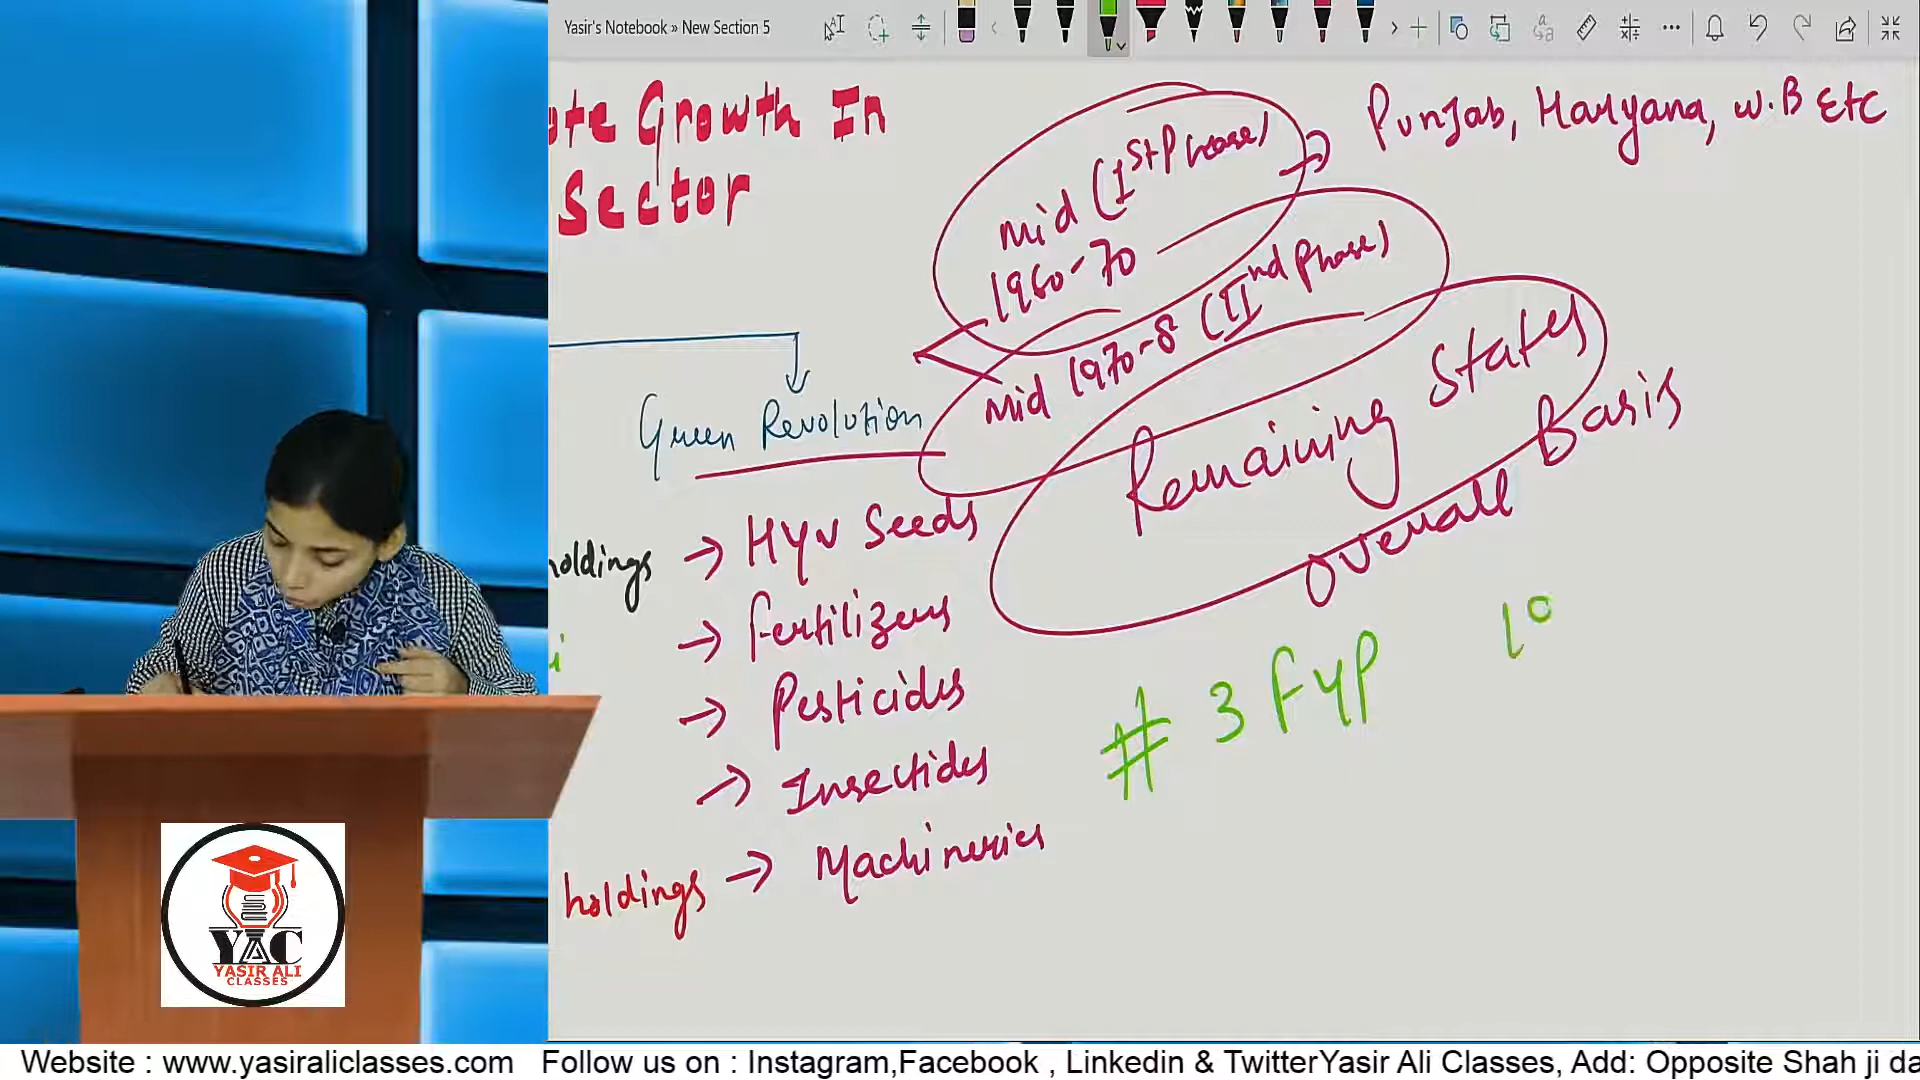 Yasir's Notebook » New Section 5
ote Growth In
Sector
Mid (Ist Phase)
1960-70
Punjab, Haryana, W.B Etc
Mid 1970-8 (IInd Phase)
Remaining States
overall Basis
Green Revolution
holdings → HYV Seeds
→ Fertilizers
→ Pesticides
→ Insectides
holdings → Machineries
# 3 FYP
YAC
YASIR ALI
CLASSES
Website : www.yasiraliclasses.com Follow us on : Instagram,Facebook , Linkedin & TwitterYasir Ali Classes, Add: Opposite Shah ji da